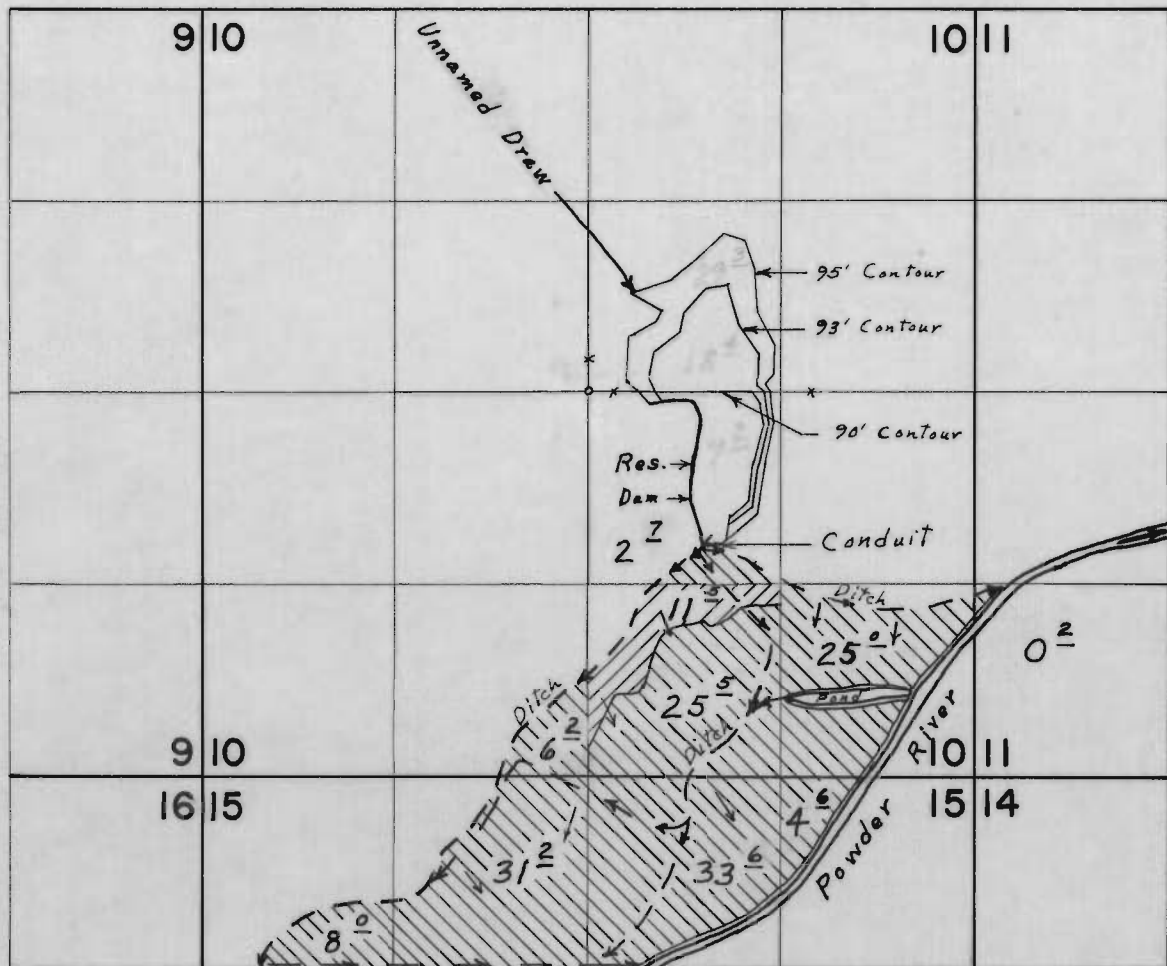 9|10
10|11
Unnamed Draw
95' Contour
93' Contour
90' Contour
Res.
Dam
2 7
Conduit
11 5
Ditch
25 0
0 2
Ditch
25 5
Pond
6 12
Ditch
Powder River
9|10
16|15
10|11
15|14
4 6
31 2
33 6
8 0